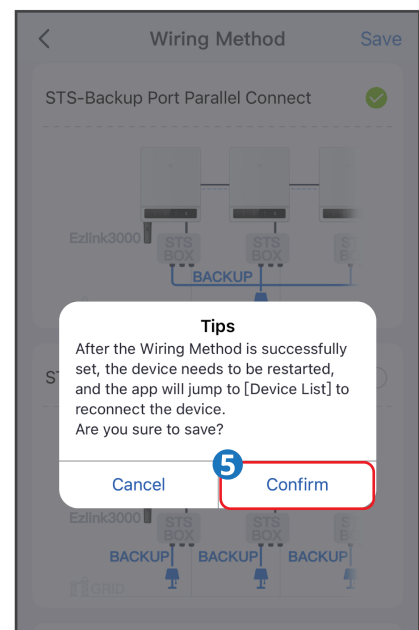 Wiring Method
Save
STS-Backup Port Parallel Connect
Ezlink3000
STS
BOX
STS
BOX
BACKUP
Tips
After the Wiring Method is successfully
set, the device needs to be restarted,
and the app will jump to [Device List] to
reconnect the device.
Are you sure to save?
5
Cancel
Confirm
Ezlink3000
STS
BOX
STS
BOX
BACKUP
BACKUP
BACKUP
GRID